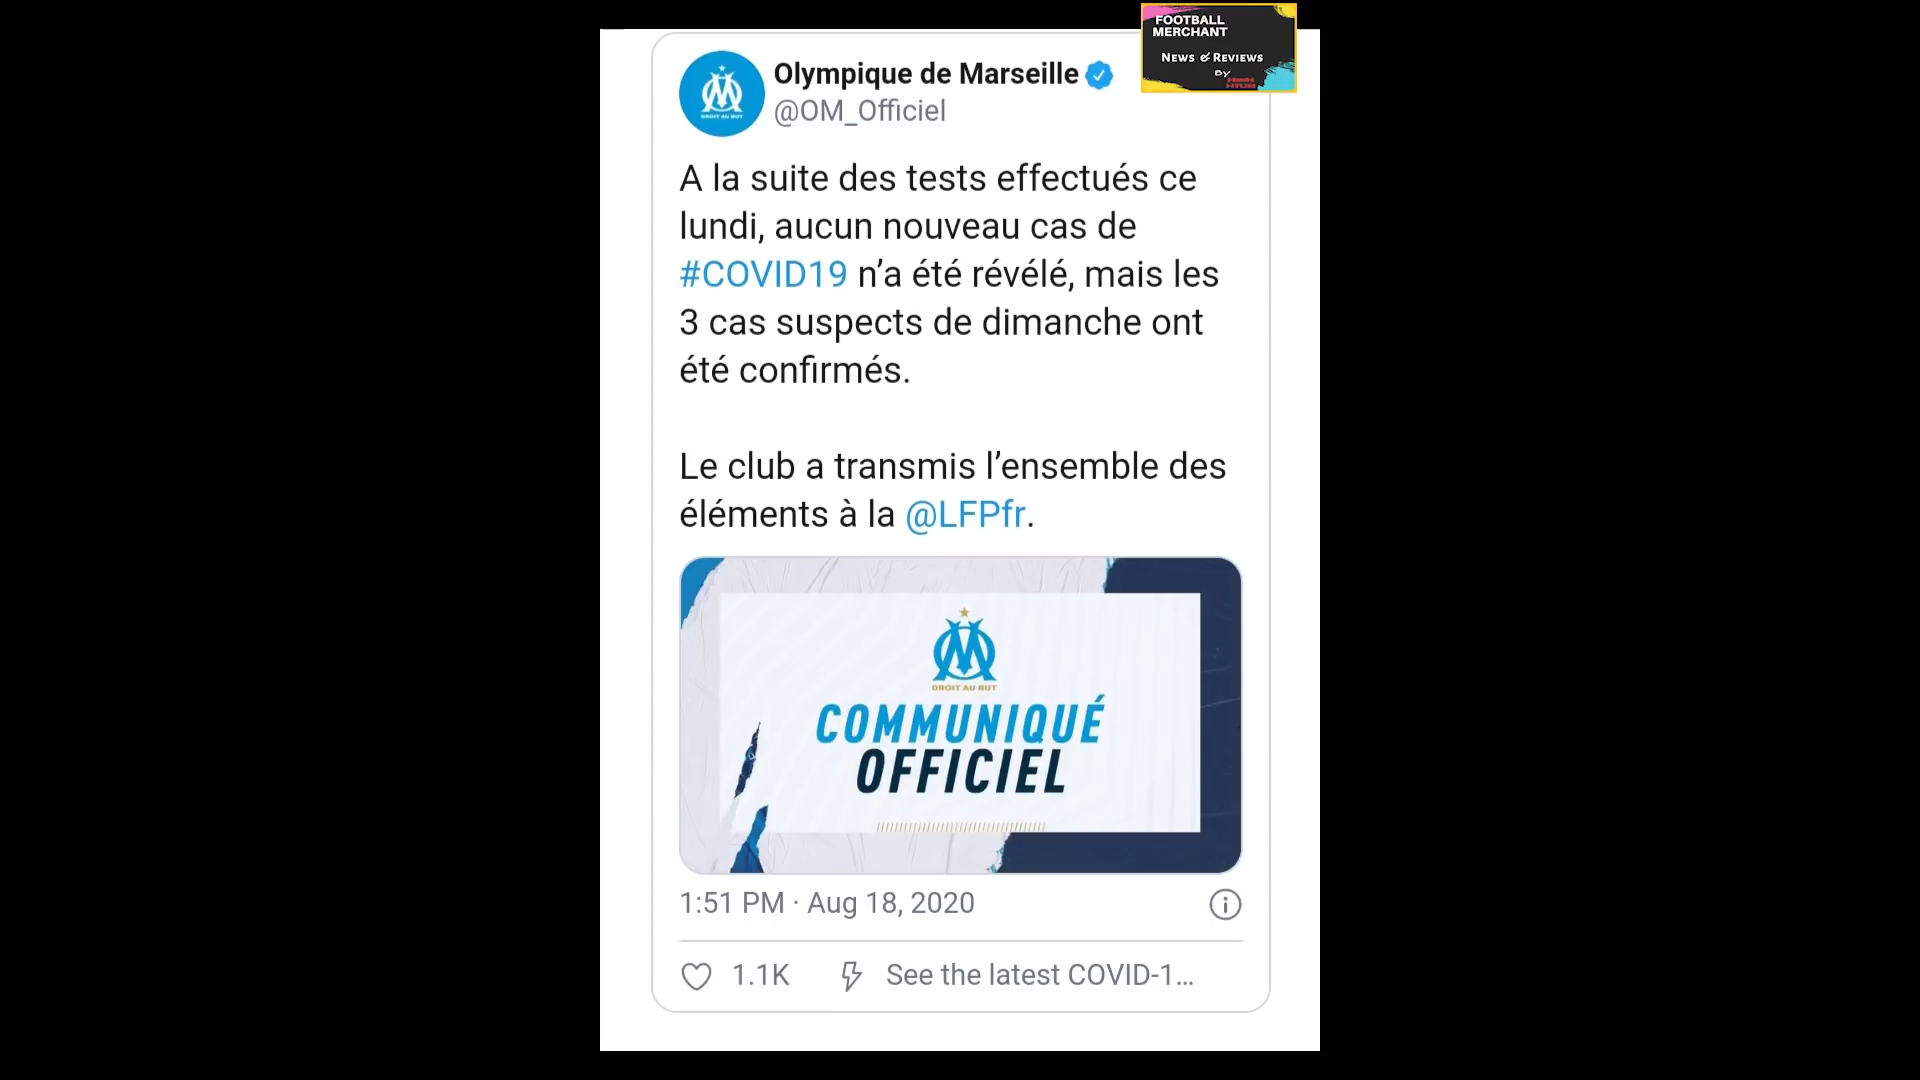 FOOTBALL
MERCHANT
News & Reviews
By
Olympique de Marseille
@OM_Officiel
DROIT AU BUT
A la suite des tests effectués ce
lundi, aucun nouveau cas de
#COVID19 n’a été révélé, mais les
3 cas suspects de dimanche ont
été confirmés.
Le club a transmis l’ensemble des
éléments à la @LFPfr.
DROIT AU BUT
COMMUNIQUÉ
OFFICIEL
1:51 PM · Aug 18, 2020
1.1K
See the latest COVID-1...